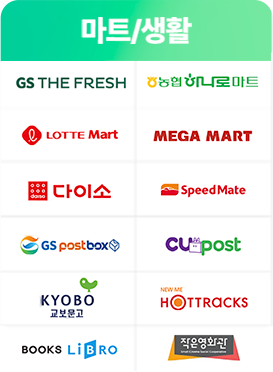 마트/생활
GS THE FRESH
농협 하나로마트
LOTTE Mart
MEGA MART
daiso
다이소
SpeedMate
GS postbox
CU post
KYOBO
교보문고
NEW ME
HOTTRACKS
BOOKS LiBRO
작은영화관